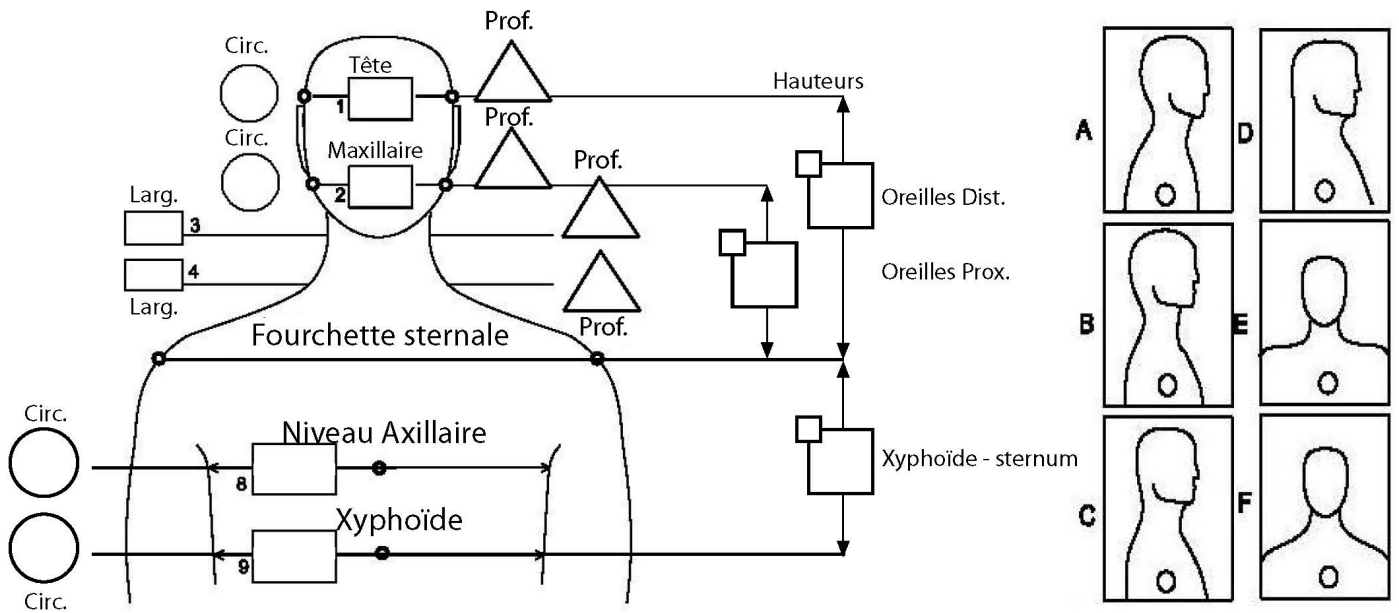 Prof.
Circ.
Tête
Hauteurs
1
Prof.
A
D
Circ.
Maxillaire
Prof.
2
Larg.
3
Oreilles Dist.
4
Oreilles Prox.
Larg.
Prof.
Fourchette sternale
B
E
Circ.
Niveau Axillaire
Xyphoïde - sternum
8
Xyphoïde
C
F
9
Circ.